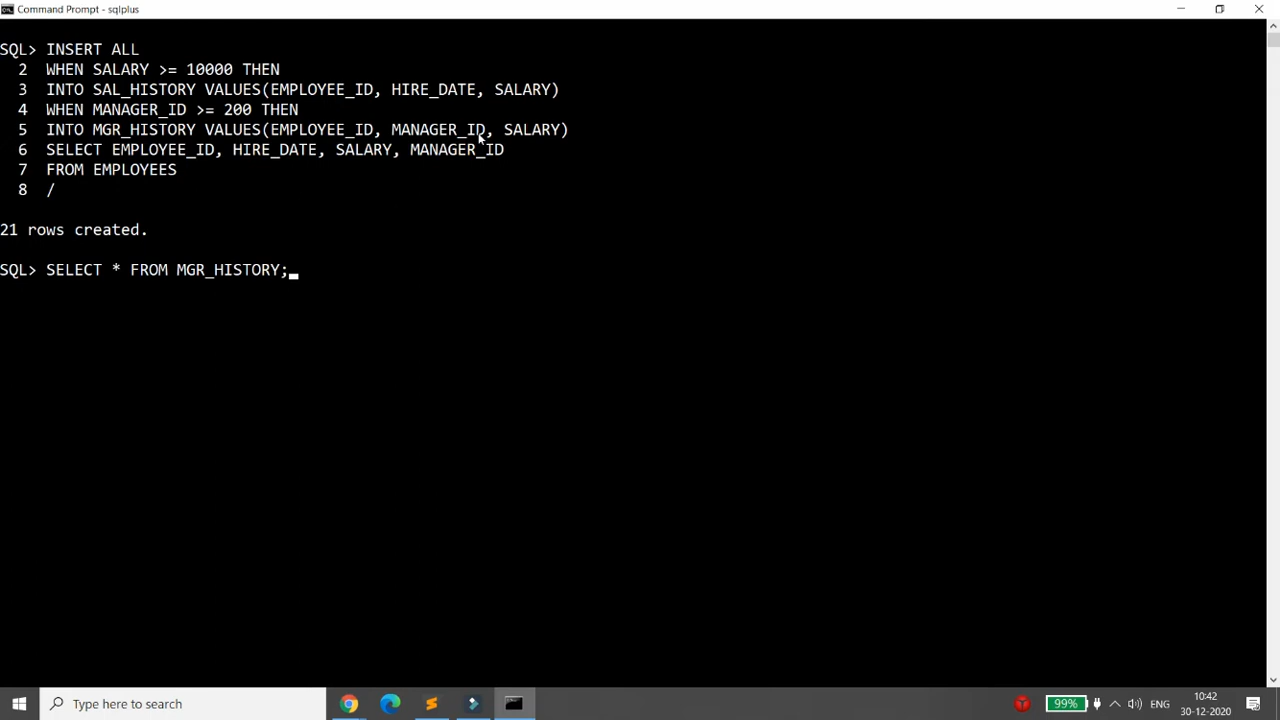 Command Prompt - sqlplus
SQL> INSERT ALL
2 WHEN SALARY >= 10000 THEN
3 INTO SAL_HISTORY VALUES(EMPLOYEE_ID, HIRE_DATE, SALARY)
4 WHEN MANAGER_ID >= 200 THEN
5 INTO MGR_HISTORY VALUES(EMPLOYEE_ID, MANAGER_ID, SALARY)
6 SELECT EMPLOYEE_ID, HIRE_DATE, SALARY, MANAGER_ID
7 FROM EMPLOYEES
8 /
21 rows created.
SQL> SELECT * FROM MGR_HISTORY;
Type here to search
99%
ENG
10:42
30-12-2020